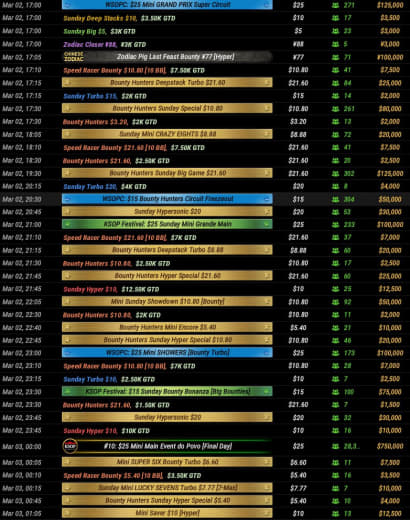 Mar 02, 17:00 WSOPC: $25 Mini GRAND PRIX Super Circuit $25 271 $125,000
Mar 02, 17:00 Sunday Deep Stacks $10, $3.50K GTD $10 17 $3,500
Mar 02, 17:00 Sunday Big $5, $3K GTD $5 23 $3,000
Mar 02, 17:00 Zodiac Closer #88, $3K GTD $88 5 $3,000
Mar 02, 17:05 CHINESE ZODIAC Zodiac Pig Last Feast Bounty #77 [Hyper] $77 71 $100,000
Mar 02, 17:10 Speed Racer Bounty $10.80 [10 BB], $7.50K GTD $10.80 41 $7,500
Mar 02, 17:15 Bounty Hunters Deepstack Turbo $21.60 $21.60 84 $25,000
Mar 02, 17:15 Sunday Turbo $15, $2K GTD $15 14 $2,000
Mar 02, 17:30 Bounty Hunters Sunday Special $10.80 $10.80 261 $80,000
Mar 02, 17:30 Bounty Hunters $3.20, $2K GTD $3.20 13 $2,000
Mar 02, 18:05 Sunday Mini CRAZY EIGHTS $8.88 $8.88 72 $20,000
Mar 02, 18:10 Speed Racer Bounty $21.60 [10 BB], $7.50K GTD $21.60 41 $7,500
Mar 02, 18:30 Bounty Hunters $21.60, $2.50K GTD $21.60 20 $2,500
Mar 02, 19:30 Bounty Hunters Sunday Big Game $21.60 $21.60 302 $125,000
Mar 02, 20:15 Sunday Turbo $20, $4K GTD $20 8 $4,000
Mar 02, 20:30 WSOPC: $15 Bounty Hunters Circuit Freezeout $15 304 $50,000
Mar 02, 20:45 Sunday Hypersonic $20 $20 53 $30,000
Mar 02, 21:00 KSOP Festival: $25 Sunday Mini Grande Main $25 233 $100,000
Mar 02, 21:10 Speed Racer Bounty $21.60 [10 BB], $7K GTD $21.60 37 $7,000
Mar 02, 21:15 Bounty Hunters Deepstack Turbo $8.88 $8.88 60 $20,000
Mar 02, 21:30 Bounty Hunters $10.80, $2.50K GTD $10.80 17 $2,500
Mar 02, 21:45 Bounty Hunters Hyper Special $21.60 $21.60 60 $25,000
Mar 02, 21:45 Sunday Hyper $10, $12.50K GTD $10 25 $12,500
Mar 02, 22:05 Mini Sunday Showdown $10.80 [Bounty] $10.80 92 $50,000
Mar 02, 22:30 Bounty Hunters $10.80, $2K GTD $10.80 11 $2,000
Mar 02, 22:40 Bounty Hunters Mini Encore $5.40 $5.40 21 $10,000
Mar 02, 22:45 Bounty Hunters Sunday Hyper Special $10.80 $10.80 46 $20,000
Mar 02, 23:00 WSOPC: $25 Mini SHOWERS [Bounty Turbo] $25 173 $100,000
Mar 02, 23:10 Speed Racer Bounty $10.80 [10 BB], $7K GTD $10.80 28 $7,000
Mar 02, 23:15 Sunday Turbo $10, $2.50K GTD $10 7 $2,500
Mar 02, 23:30 KSOP Festival: $15 Sunday Bounty Bonanza [Big Bounties] $15 100 $75,000
Mar 02, 23:30 Bounty Hunters $21.60, $1.50K GTD $21.60 7 $1,500
Mar 02, 23:45 Sunday Hypersonic $20 $20 32 $30,000
Mar 02, 23:45 Sunday Hyper $10, $10K GTD $10 16 $10,000
Mar 03, 00:00 KSOP #10: $25 Mini Main Event do Povo [Final Day] $25 28,3.. $750,000
Mar 03, 00:05 Mini SUPER SIX Bounty Turbo $6.60 $6.60 11 $7,500
Mar 03, 00:10 Speed Racer Bounty $5.40 [10 BB], $3.50K GTD $5.40 16 $3,500
Mar 03, 00:15 Sunday Mini LUCKY SEVENS Turbo $7.77 [7-Max] $7.77 7 $10,000
Mar 03, 00:45 Bounty Hunters Sunday Hyper Special $5.40 $5.40 10 $4,000
Mar 03, 01:05 Mini Saver $10 [Hyper] $10 13 $12,500